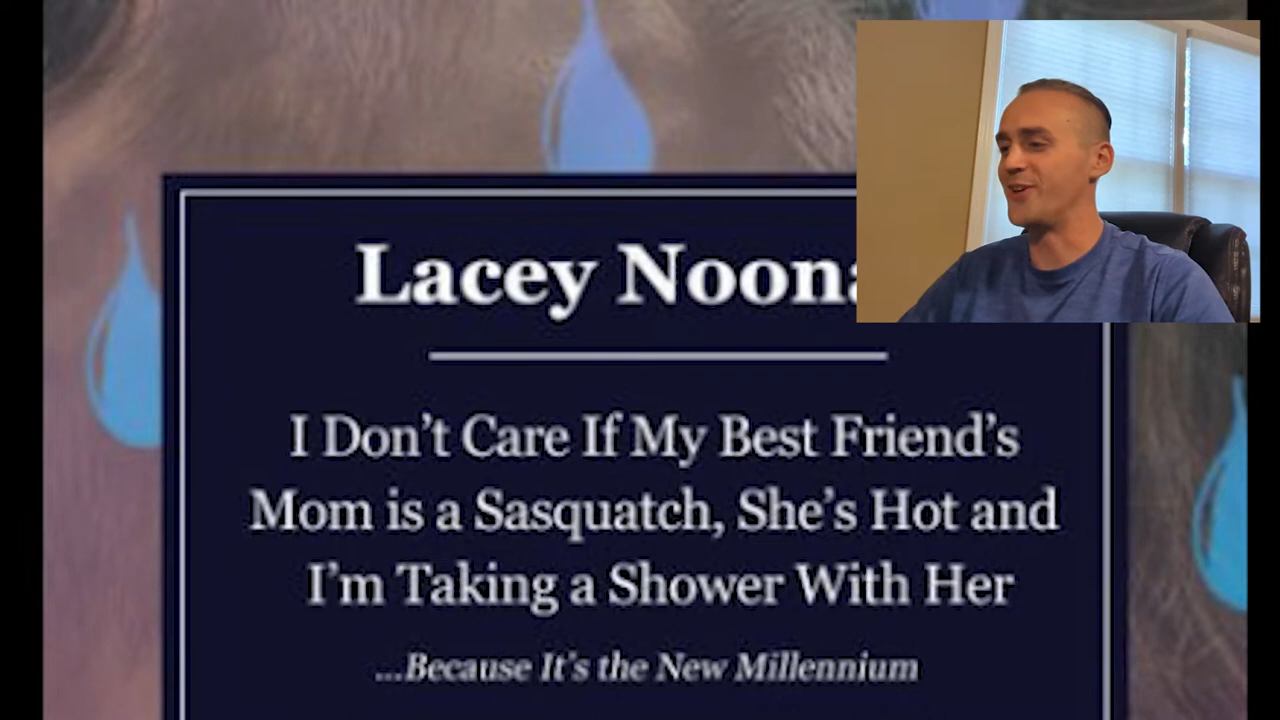 Lacey Noona
I Don't Care If My Best Friend's
Mom is a Sasquatch, She's Hot and
I'm Taking a Shower With Her
...Because It's the New Millennium